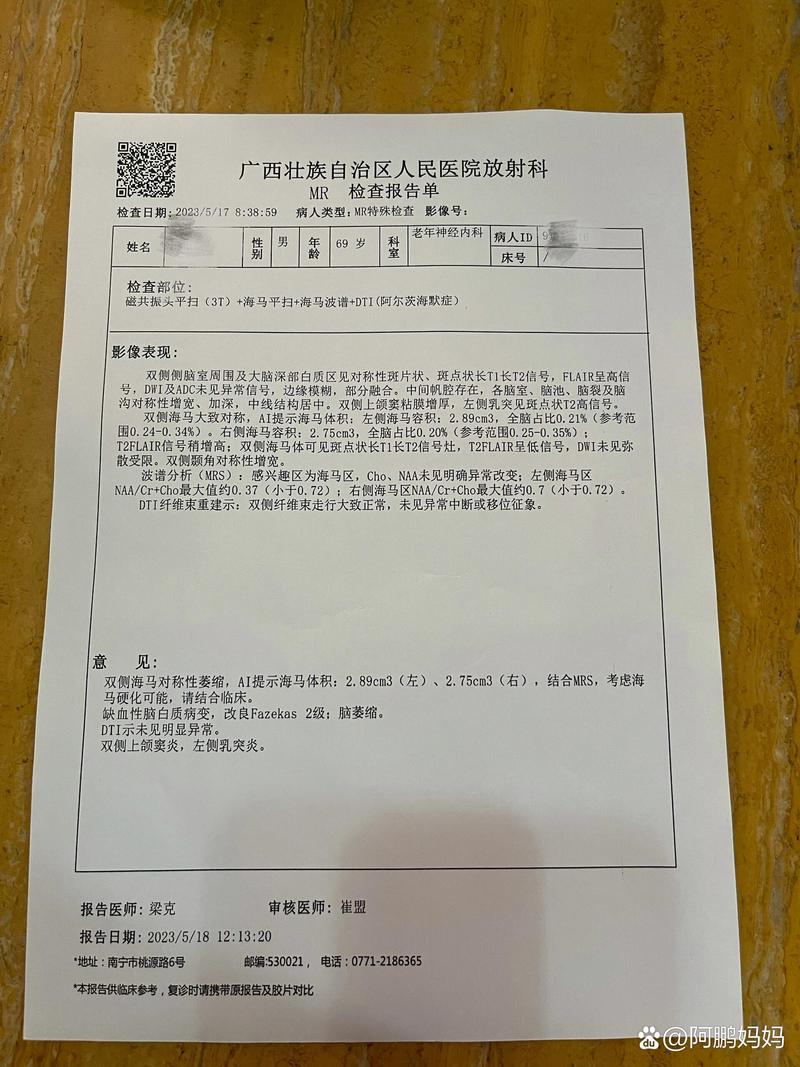 广西壮族自治区人民医院放射科
MR 检查报告单
检查日期: 2023/5/17 8:38:59 病人类型: MR特殊检查 影像号:
姓名 性别 男 年龄 69 岁 科室 老年神经内科 病人ID
床号 /
检查部位:
磁共振头平扫（3T）+海马平扫+海马波谱+DTI(阿尔茨海默症）
影像表现:
双侧侧脑室周围及大脑深部白质区见对称性斑片状、斑点状长T1长T2信号，FLAIR呈高信
号，DWI及ADC未见异常信号，边缘模糊，部分融合。中间帆腔存在，各脑室、脑池、脑裂及脑
沟对称性增宽、加深，中线结构居中。双侧上颌窦粘膜增厚，左侧乳突见斑点状T2高信号。
双侧海马大致对称，AI提示海马体积：左侧海马容积：2.89cm3，全脑占比0.21%（参考范
围0.24-0.34%）。右侧海马容积：2.75cm3，全脑占比0.20%（参考范围0.25-0.35%）；
T2FLAIR信号稍增高；双侧海马体可见斑点状长T1长T2信号灶，T2FLAIR呈低信号，DWI未见弥
散受限。双侧颞角对称性增宽。
波谱分析（MRS）：感兴趣区为海马区，Cho、NAA未见明确异常改变；左侧海马区
NAA/Cr+Cho最大值约0.37（小于0.72）；右侧海马区NAA/Cr+Cho最大值约0.7（小于0.72）。
DTI纤维束重建示：双侧纤维束走行大致正常，未见异常中断或移位征象。
意 见:
双侧海马对称性萎缩，AI提示海马体积：2.89cm3（左）、2.75cm3（右），结合MRS，考虑海
马硬化可能，请结合临床。
缺血性脑白质病变，改良Fazekas 2级；脑萎缩。
DTI示未见明显异常。
双侧上颌窦炎，左侧乳突炎。
报告医师: 梁克 审核医师: 崔盟
报告日期: 2023/5/18 12:13:20
*地址: 南宁市桃源路6号 邮编:530021， 电话: 0771-2186365
*本报告供临床参考，复诊时请携带原报告及胶片对比
@阿鹏妈妈